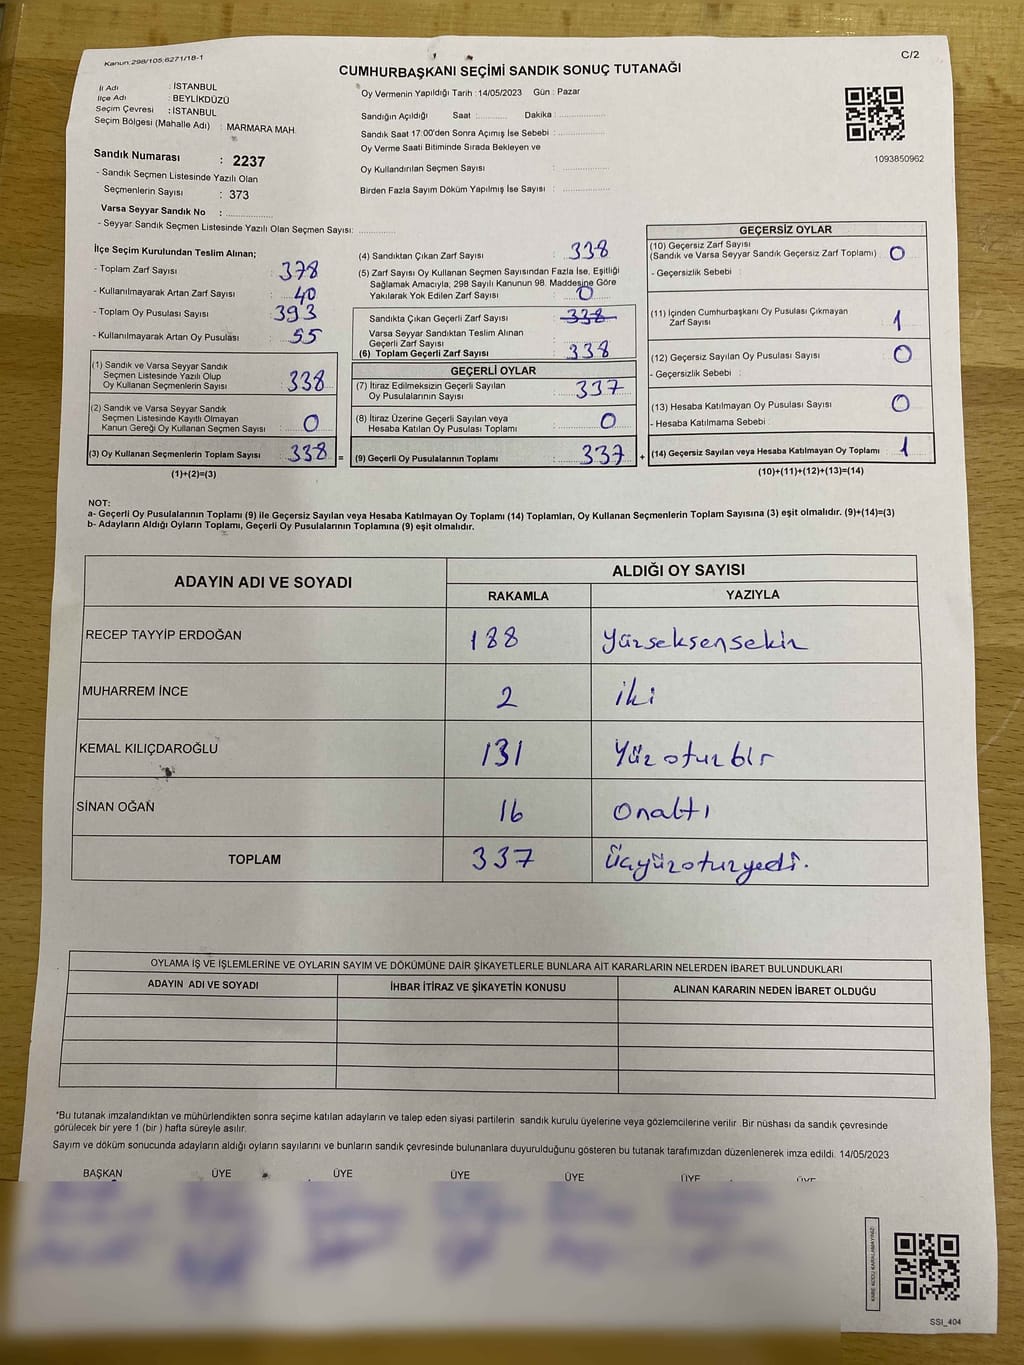 Kanun:298/105;6271/18-1
C/2
CUMHURBAŞKANI SEÇİMİ SANDIK SONUÇ TUTANAĞI
İl Adı : İSTANBUL
İlçe Adı : BEYLİKDÜZÜ
Seçim Çevresi : İSTANBUL
Seçim Bölgesi (Mahalle Adı) : MARMARA MAH.
Sandık Numarası : 2237
- Sandık Seçmen Listesinde Yazılı Olan
Seçmenlerin Sayısı : 373
Varsa Seyyar Sandık No : ................
- Seyyar Sandık Seçmen Listesinde Yazılı Olan Seçmen Sayısı: ............
Oy Vermenin Yapıldığı Tarih : 14/05/2023 Gün : Pazar
Sandığın Açıldığı Saat :.......... Dakika :..............
Sandık Saat 17.00'den Sonra Açımış İse Sebebi : ..............
Oy Verme Saati Bitiminde Sırada Bekleyen ve
Oy Kullandırılan Seçmen Sayısı : ..............
Birden Fazla Sayım Döküm Yapılmış İse Sayısı : ..............
1093850962
İlçe Seçim Kurulundan Teslim Alınan;
- Toplam Zarf Sayısı : 378
- Kullanılmayarak Artan Zarf Sayısı : 40
- Toplam Oy Pusulası Sayısı : 393
- Kullanılmayarak Artan Oy Pusulası : 55
(1) Sandık ve Varsa Seyyar Sandık
Seçmen Listesinde Yazılı Olup
Oy Kullanan Seçmenlerin Sayısı : 338
(2) Sandık ve Varsa Seyyar Sandık
Seçmen Listesinde Kayıtlı Olmayan
Kanun Gereği Oy Kullanan Seçmen Sayısı : 0
(3) Oy Kullanan Seçmenlerin Toplam Sayısı : 338
(1)+(2)=(3)
(4) Sandıktan Çıkan Zarf Sayısı : 338
(5) Zarf Sayısı Oy Kullanan Seçmen Sayısından Fazla İse, Eşitliği
Sağlamak Amacıyla, 298 Sayılı Kanunun 98. Maddesine Göre
Yakılarak Yok Edilen Zarf Sayısı : 0
Sandıkta Çıkan Geçerli Zarf Sayısı : 338
Varsa Seyyar Sandıktan Teslim Alınan
Geçerli Zarf Sayısı :
(6) Toplam Geçerli Zarf Sayısı : 338
GEÇERLİ OYLAR
(7) İtiraz Edilmeksizin Geçerli Sayılan
Oy Pusulalarının Sayısı : 337
(8) İtiraz Üzerine Geçerli Sayılan veya
Hesaba Katılan Oy Pusulası Toplamı : 0
= (9) Geçerli Oy Pusulalarının Toplamı : 337 +
GEÇERSİZ OYLAR
(10) Geçersiz Zarf Sayısı
(Sandık ve Varsa Seyyar Sandık Geçersiz Zarf Toplamı) : 0
- Geçersizlik Sebebi :
(11) İçinden Cumhurbaşkanı Oy Pusulası Çıkmayan
Zarf Sayısı : 1
(12) Geçersiz Sayılan Oy Pusulası Sayısı : 0
- Geçersizlik Sebebi :
(13) Hesaba Katılmayan Oy Pusulası Sayısı : 0
- Hesaba Katılmama Sebebi :
(14) Geçersiz Sayılan veya Hesaba Katılmayan Oy Toplamı : 1
(10)+(11)+(12)+(13)=(14)
NOT:
a- Geçerli Oy Pusulalarının Toplamı (9) ile Geçersiz Sayılan veya Hesaba Katılmayan Oy Toplamı (14) Toplamları, Oy Kullanan Seçmenlerin Toplam Sayısına (3) eşit olmalıdır. (9)+(14)=(3)
b- Adayların Aldığı Oyların Toplamı, Geçerli Oy Pusulalarının Toplamına (9) eşit olmalıdır.
ADAYIN ADI VE SOYADI
ALDIĞI OY SAYISI
RAKAMLA YAZIYLA
RECEP TAYYİP ERDOĞAN 188 yüzseksensekiz
MUHARREM İNCE 2 iki
KEMAL KILIÇDAROĞLU 131 Yüzoturbir
SİNAN OĞAN 16 onaltı
TOPLAM 337 Üçyüzoturyedi.
OYLAMA İŞ VE İŞLEMLERİNE VE OYLARIN SAYIM VE DÖKÜMÜNE DAİR ŞİKAYETLERLE BUNLARA AİT KARARLARIN NELERDEN İBARET BULUNDUKLARI
ADAYIN ADI VE SOYADI İHBAR İTİRAZ VE ŞİKAYETİN KONUSU ALINAN KARARIN NEDEN İBARET OLDUĞU
*Bu tutanak imzalandıktan ve mühürlendikten sonra seçime katılan adayların ve talep eden siyasi partilerin sandık kurulu üyelerine veya gözlemcilerine verilir. Bir nüshası da sandık çevresinde
görülecek bir yere 1 (bir) hafta süreyle asılır.
Sayım ve döküm sonucunda adayların aldığı oyların sayılarını ve bunların sandık çevresinde bulunanlara duyurulduğunu gösteren bu tutanak tarafımızdan düzenlenerek imza edildi. 14/05/2023
BAŞKAN ÜYE ÜYE ÜYE ÜYE ÜYE ÜYE
KARE KODU KARALAMAYINIZ!
SSI_404